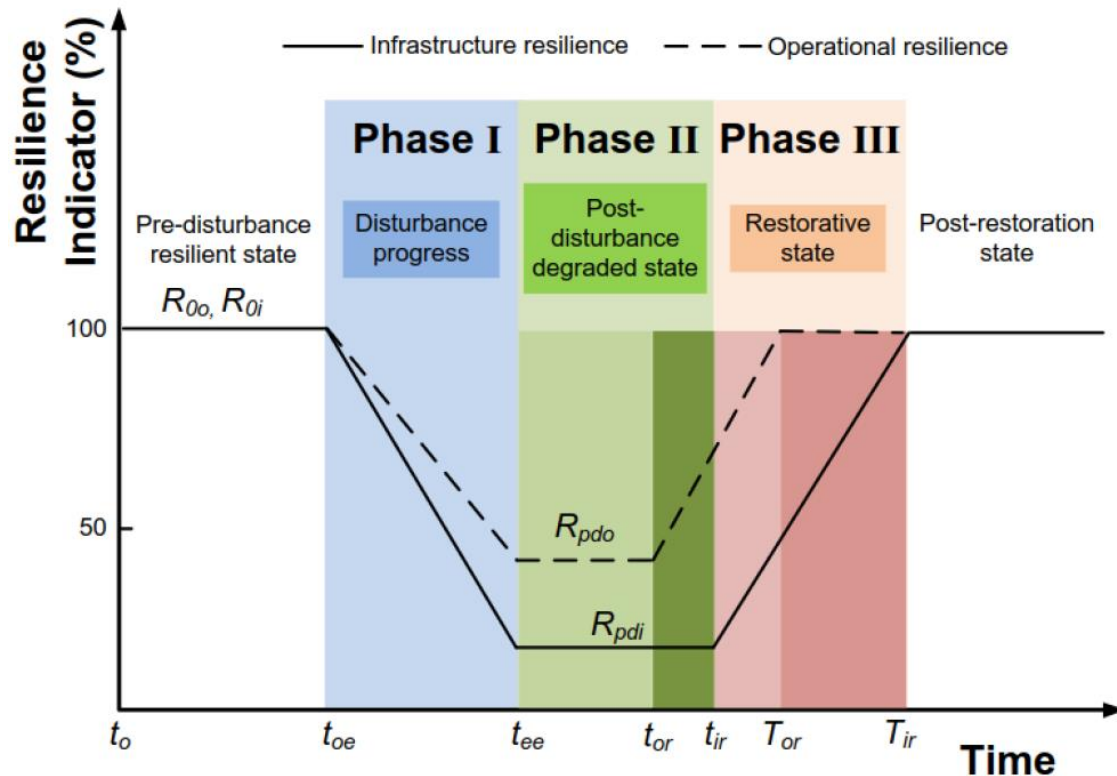 Resilience
Indicator (%)
Infrastructure resilience
Operational resilience
Phase I
Phase II
Phase III
Pre-disturbance
resilient state
Disturbance
progress
Post-
disturbance
degraded state
Restorative
state
Post-restoration
state
R0o, R0i
100
50
Rpdo
Rpdi
to
toe
tee
tor
tir
Tor
Tir
Time